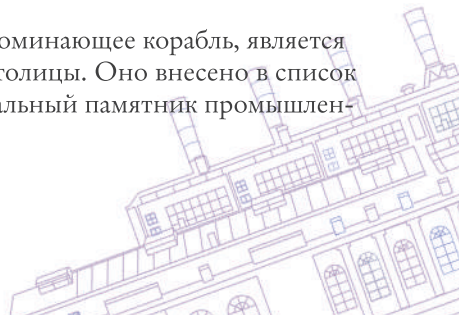 оминающее корабль, является
толицы. Оно внесено в список
альный памятник промышлен-